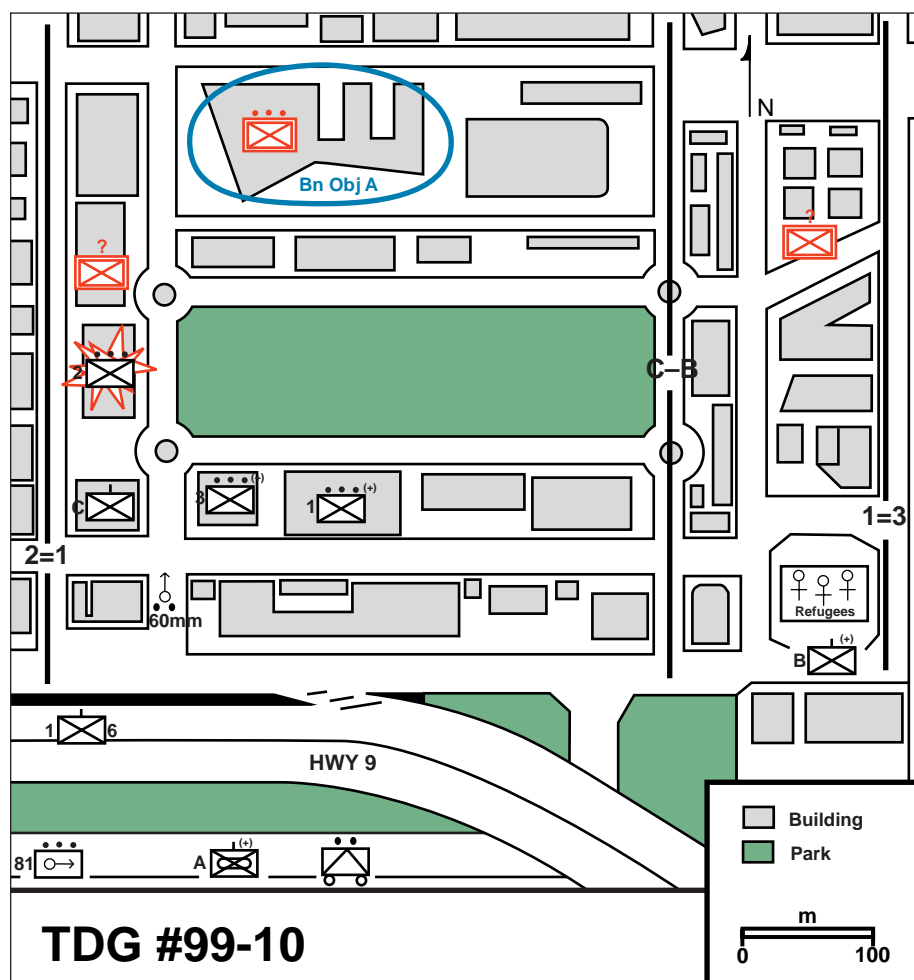 N
Bn Obj A
?
?
2
C–B
C
3
(+)
1
(+)
2=1
1=3
60mm
Refugees
B
(+)
1
6
HWY 9
81
A
(+)
Building
Park
m
0
100
TDG #99-10